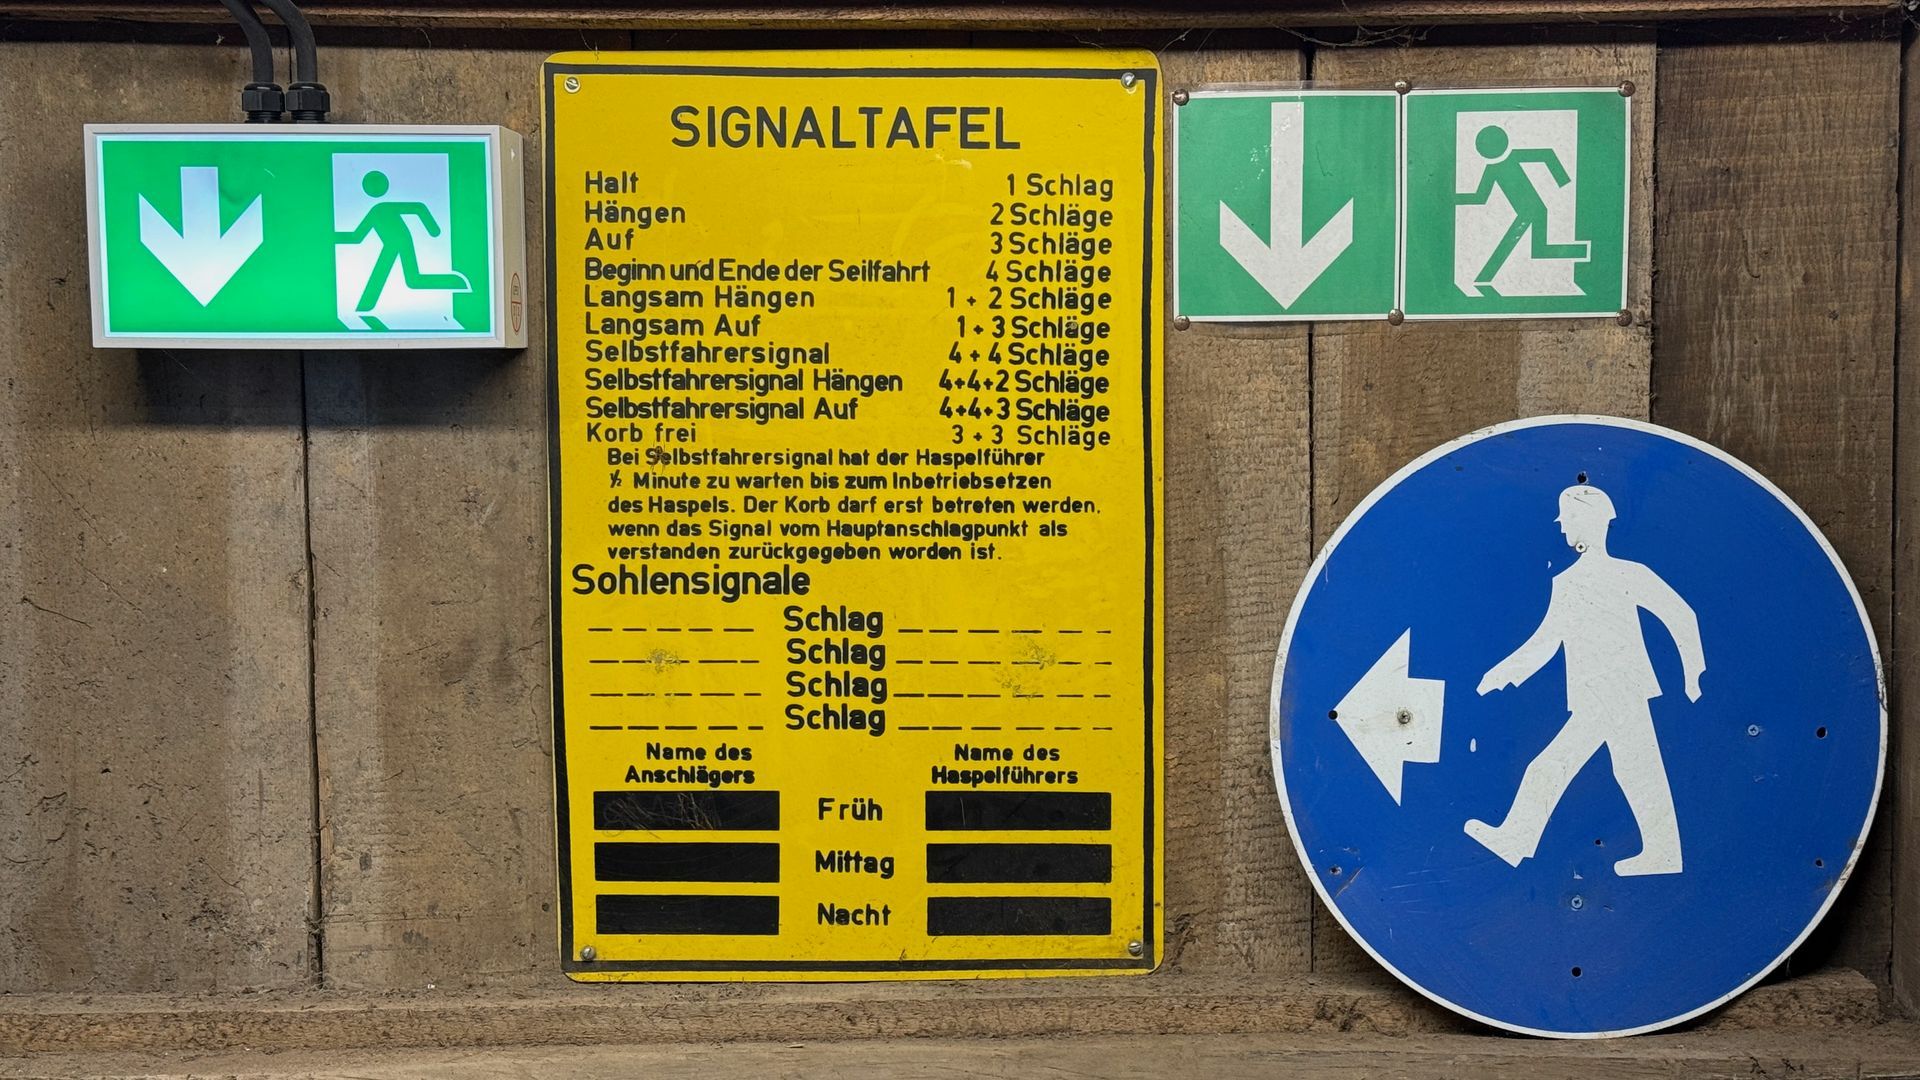 SIGNALTAFEL
Halt 1 Schlag
Hängen 2 Schläge
Auf 3 Schläge
Beginn und Ende der Seilfahrt 4 Schläge
Langsam Hängen 1 + 2 Schläge
Langsam Auf 1 + 3 Schläge
Selbstfahrersignal 4 + 4 Schläge
Selbstfahrersignal Hängen 4+4+2 Schläge
Selbstfahrersignal Auf 4+4+3 Schläge
Korb frei 3 + 3 Schläge
Bei Selbstfahrersignal hat der Haspelführer
½ Minute zu warten bis zum Inbetriebsetzen
des Haspels. Der Korb darf erst betreten werden,
wenn das Signal vom Hauptanschlagpunkt als
verstanden zurückgegeben worden ist.
Sohlensignale
Schlag
Schlag
Schlag
Schlag
Name des Name des
Anschlägers Haspelführers
Früh
Mittag
Nacht